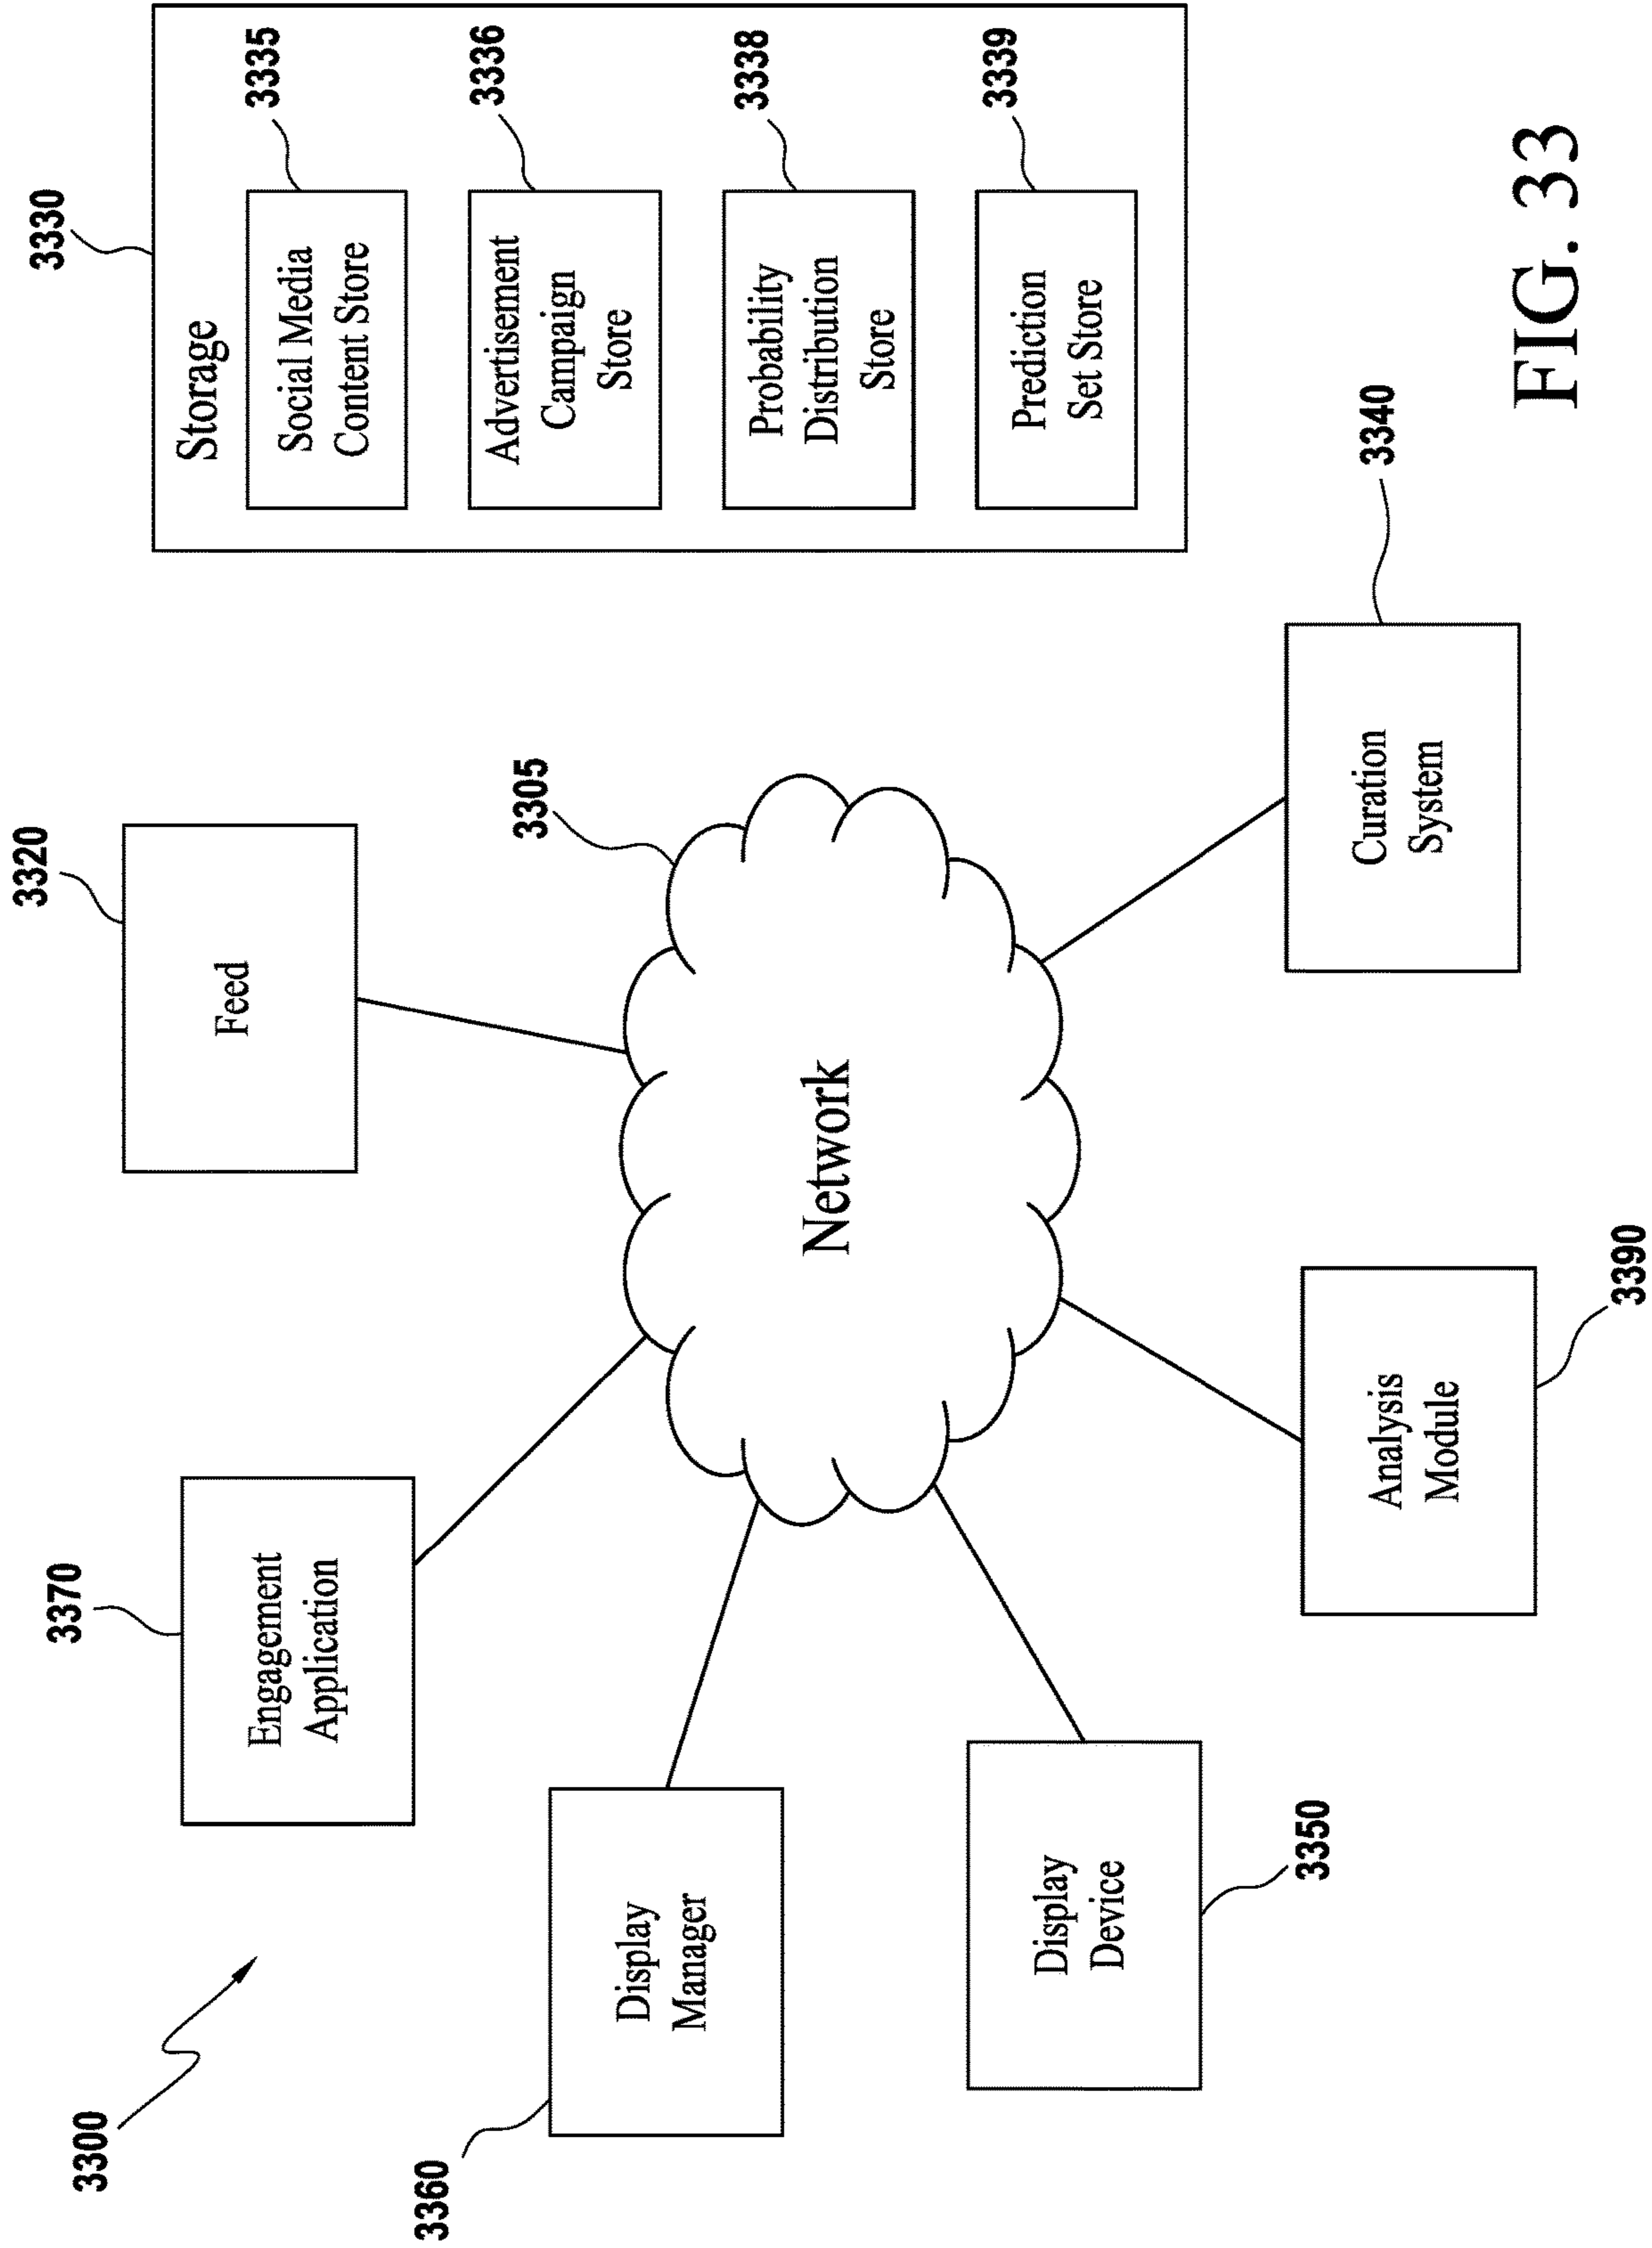 3300
3370
Engagement
Application
3320
Feed
3330
Storage
Social Media
Content Store
3335
Advertisement
Campaign
Store
3336
Probability
Distribution
Store
3338
Prediction
Set Store
3339
3360
Display
Manager
3305
Network
Display
Device
3350
Analysis
Module
3390
Curation
System
3340
FIG. 33